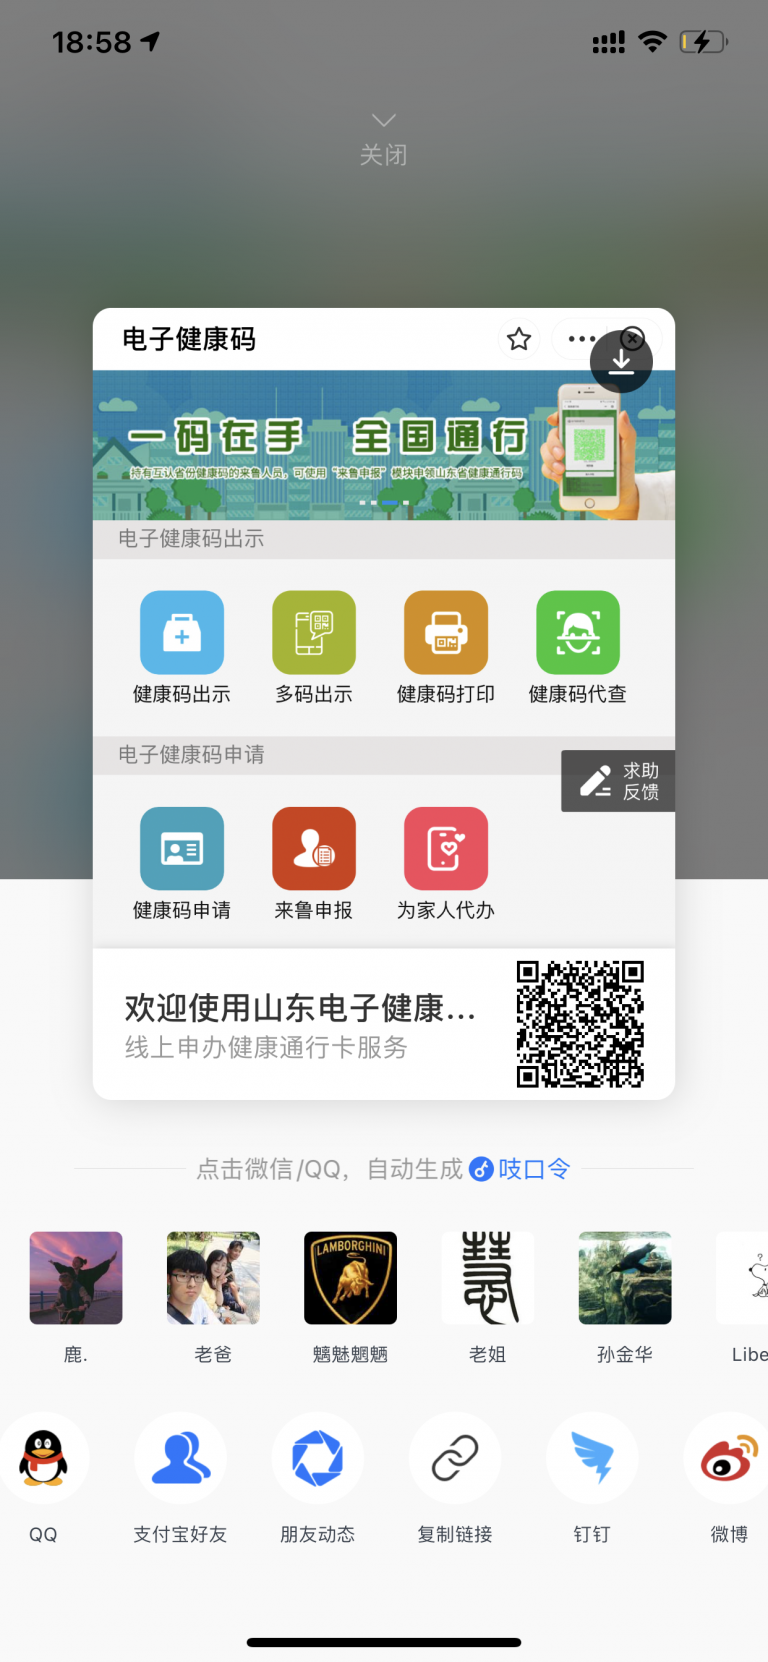 18:58
关闭
电子健康码
一码在手 全国通行
持有互认省份健康码的来鲁人员，可使用“来鲁申报”模块申领山东省健康通行码
电子健康码出示
健康码出示 多码出示 健康码打印 健康码代查
电子健康码申请
求助
反馈
健康码申请 来鲁申报 为家人代办
欢迎使用山东电子健康...
线上申办健康通行卡服务
点击微信/QQ，自动生成 吱口令
LAMBORGHINI
鹿. 老爸 魑魅魍魉 老姐 孙金华 Libe
QQ 支付宝好友 朋友动态 复制链接 钉钉 微博